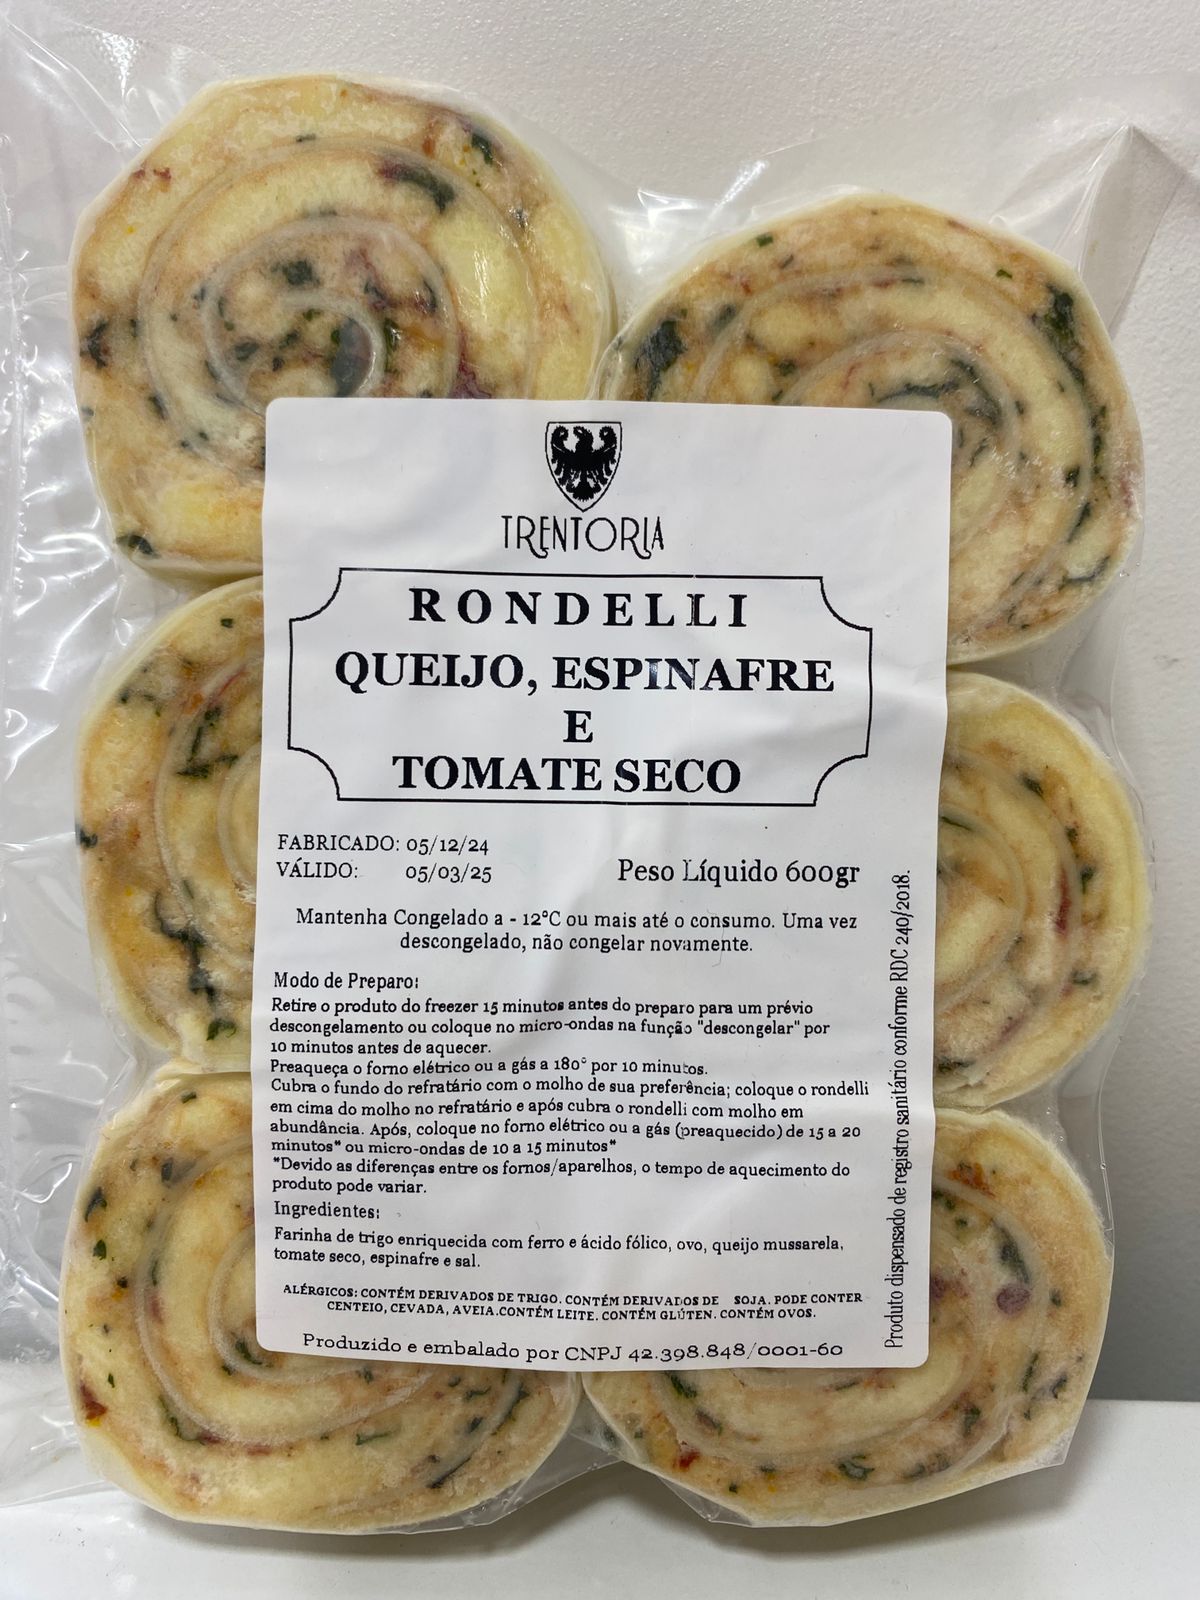 TRENTORIA
RONDELLI
QUEIJO, ESPINAFRE
E
TOMATE SECO
FABRICADO: 05/12/24
VÁLIDO: 05/03/25
Peso Líquido 600gr
Mantenha Congelado a - 12°C ou mais até o consumo. Uma vez
descongelado, não congelar novamente.
Modo de Preparo:
Retire o produto do freezer 15 minutos antes do preparo para um prévio
descongelamento ou coloque no micro-ondas na função "descongelar" por
10 minutos antes de aquecer.
Preaqueça o forno elétrico ou a gás a 180° por 10 minutos.
Cubra o fundo do refratário com o molho de sua preferência; coloque o rondelli
em cima do molho no refratário e após cubra o rondelli com molho em
abundância. Após, coloque no forno elétrico ou a gás (preaquecido) de 15 a 20
minutos* ou micro-ondas de 10 a 15 minutos*
*Devido as diferenças entre os fornos/aparelhos, o tempo de aquecimento do
produto pode variar.
Ingredientes:
Farinha de trigo enriquecida com ferro e ácido fólico, ovo, queijo mussarela,
tomate seco, espinafre e sal.
ALÉRGICOS: CONTÉM DERIVADOS DE TRIGO. CONTÉM DERIVADOS DE SOJA. PODE CONTER
CENTEIO, CEVADA, AVEIA.CONTÉM LEITE. CONTÉM GLÚTEN. CONTÉM OVOS.
Produzido e embalado por CNPJ 42.398.848/0001-60
Produto dispensado de registro sanitário conforme RDC 240/2018.